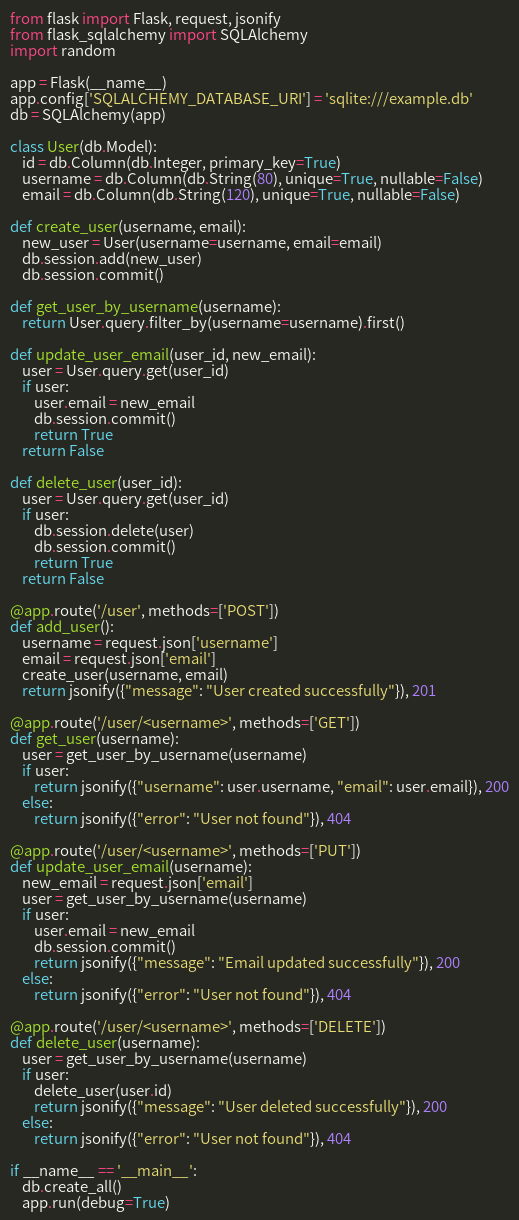 from flask import Flask, request, jsonify
from flask_sqlalchemy import SQLAlchemy
import random

app = Flask(__name__)
app.config['SQLALCHEMY_DATABASE_URI'] = 'sqlite:///example.db'
db = SQLAlchemy(app)

class User(db.Model):
    id = db.Column(db.Integer, primary_key=True)
    username = db.Column(db.String(80), unique=True, nullable=False)
    email = db.Column(db.String(120), unique=True, nullable=False)

def create_user(username, email):
    new_user = User(username=username, email=email)
    db.session.add(new_user)
    db.session.commit()

def get_user_by_username(username):
    return User.query.filter_by(username=username).first()

def update_user_email(user_id, new_email):
    user = User.query.get(user_id)
    if user:
        user.email = new_email
        db.session.commit()
        return True
    return False

def delete_user(user_id):
    user = User.query.get(user_id)
    if user:
        db.session.delete(user)
        db.session.commit()
        return True
    return False

@app.route('/user', methods=['POST'])
def add_user():
    username = request.json['username']
    email = request.json['email']
    create_user(username, email)
    return jsonify({"message": "User created successfully"}), 201

@app.route('/user/<username>', methods=['GET'])
def get_user(username):
    user = get_user_by_username(username)
    if user:
        return jsonify({"username": user.username, "email": user.email}), 200
    else:
        return jsonify({"error": "User not found"}), 404

@app.route('/user/<username>', methods=['PUT'])
def update_user_email(username):
    new_email = request.json['email']
    user = get_user_by_username(username)
    if user:
        user.email = new_email
        db.session.commit()
        return jsonify({"message": "Email updated successfully"}), 200
    else:
        return jsonify({"error": "User not found"}), 404

@app.route('/user/<username>', methods=['DELETE'])
def delete_user(username):
    user = get_user_by_username(username)
    if user:
        delete_user(user.id)
        return jsonify({"message": "User deleted successfully"}), 200
    else:
        return jsonify({"error": "User not found"}), 404

if __name__ == '__main__':
    db.create_all()
    app.run(debug=True)